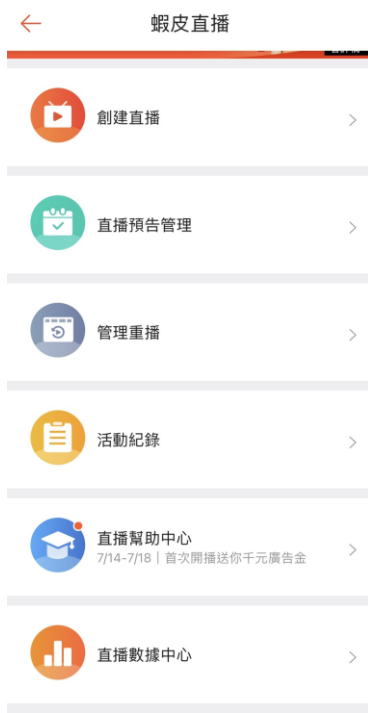 蝦皮直播
創建直播
直播預告管理
管理重播
活動紀錄
直播幫助中心
7/14-7/18｜首次開播送你千元廣告金
直播數據中心